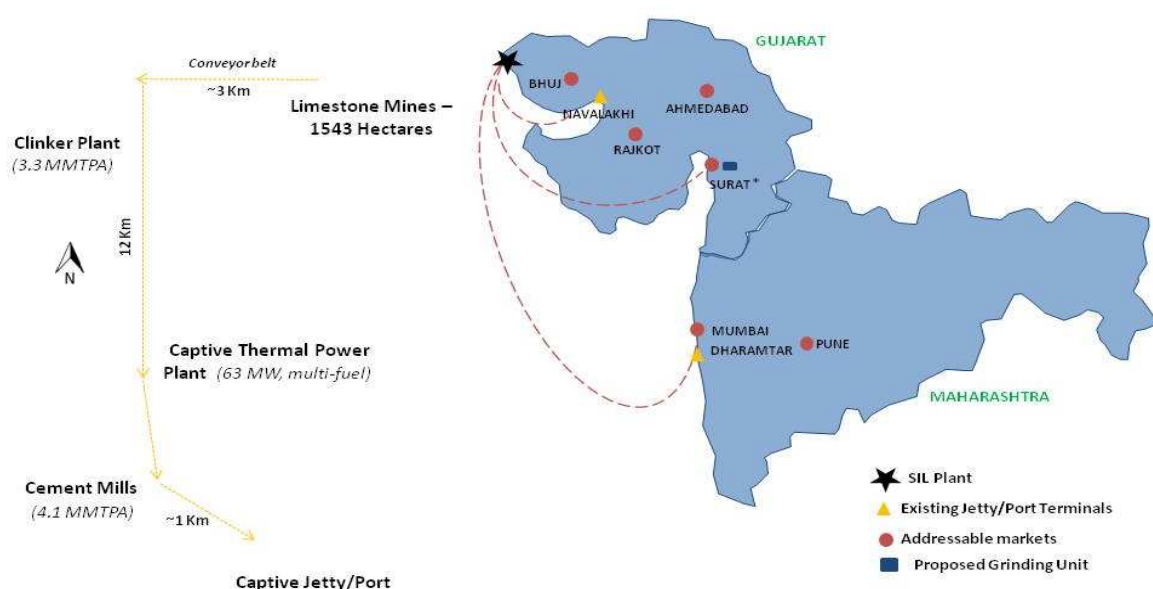 Conveyor belt
~3 Km
Limestone Mines –
1543 Hectares
Clinker Plant
(3.3 MMTPA)
12 Km
N
Captive Thermal Power
Plant (63 MW, multi-fuel)
Cement Mills
(4.1 MMTPA)
~1 Km
Captive Jetty/Port
GUJARAT
BHUJ
NAVALAKHI
AHMEDABAD
RAJKOT
SURAT*
MUMBAI
DHARAMTAR
PUNE
MAHARASHTRA
SIL Plant
Existing Jetty/Port Terminals
Addressable markets
Proposed Grinding Unit